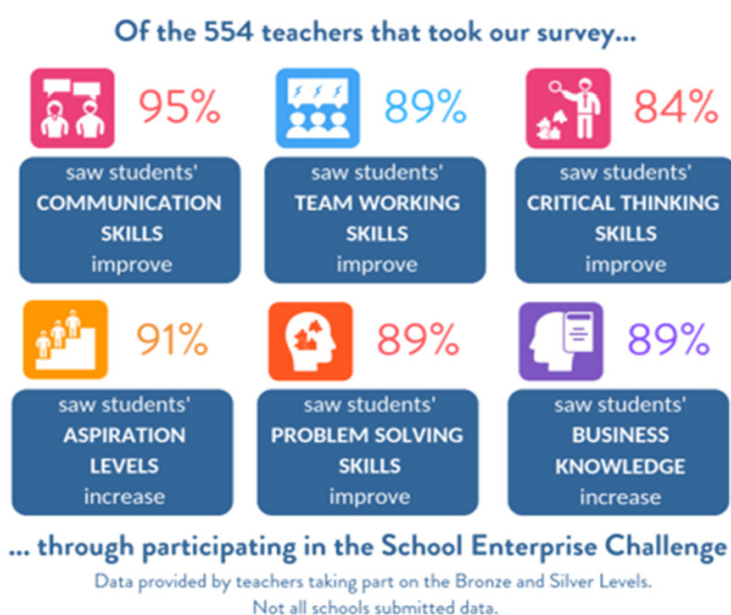 Of the 554 teachers that took our survey...
95%
saw students'
COMMUNICATION
SKILLS
improve
89%
saw students'
TEAM WORKING
SKILLS
improve
84%
saw students'
CRITICAL THINKING
SKILLS
improve
91%
saw students'
ASPIRATION
LEVELS
increase
89%
saw students'
PROBLEM SOLVING
SKILLS
improve
89%
saw students'
BUSINESS
KNOWLEDGE
increase
... through participating in the School Enterprise Challenge
Data provided by teachers taking part on the Bronze and Silver Levels.
Not all schools submitted data.